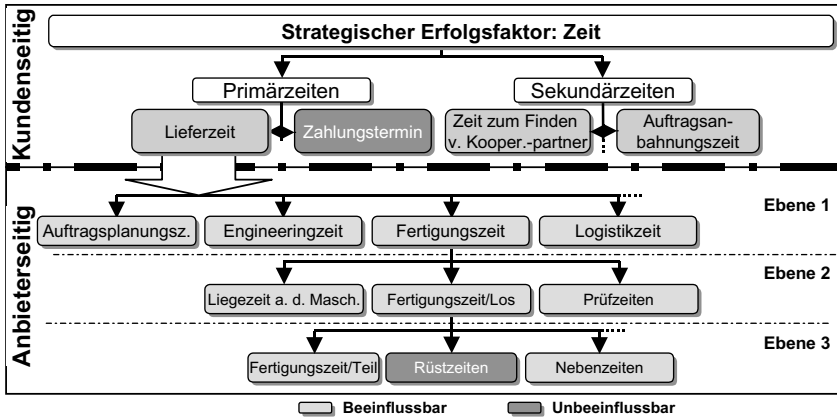 Kundenseitig
Strategischer Erfolgsfaktor: Zeit
Primärzeiten
Sekundärzeiten
Lieferzeit
Zahlungstermin
Zeit zum Finden
v. Kooper.-partner
Auftragsan-
bahnungszeit
Anbieterseitig
Ebene 1
Auftragsplanungsz.
Engineeringzeit
Fertigungszeit
Logistikzeit
Ebene 2
Liegezeit a. d. Masch.
Fertigungszeit/Los
Prüfzeiten
Ebene 3
Fertigungszeit/Teil
Rüstzeiten
Nebenzeiten
Beeinflussbar
Unbeeinflussbar